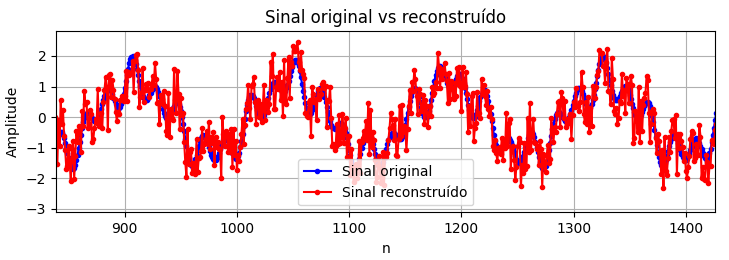 Sinal original vs reconstruído
Amplitude
2
1
0
−1
−2
−3
Sinal original
Sinal reconstruído
900
1000
1100
1200
1300
1400
n